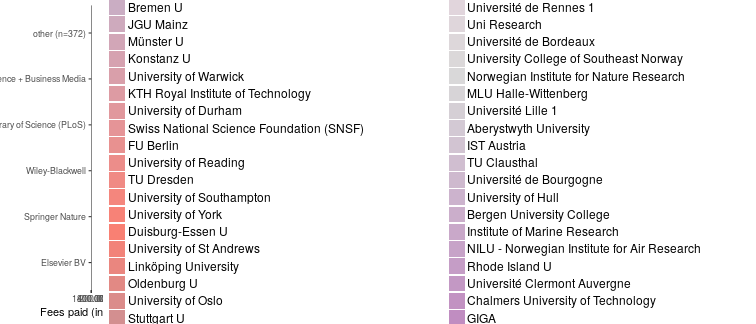 other (n=372)
ence + Business Media
rary of Science (PLoS)
Wiley-Blackwell
Springer Nature
Elsevier BV
Fees paid (in
Bremen U
JGU Mainz
Münster U
Konstanz U
University of Warwick
KTH Royal Institute of Technology
University of Durham
Swiss National Science Foundation (SNSF)
FU Berlin
University of Reading
TU Dresden
University of Southampton
University of York
Duisburg-Essen U
University of St Andrews
Linköping University
Oldenburg U
University of Oslo
Stuttgart U
Université de Rennes 1
Uni Research
Université de Bordeaux
University College of Southeast Norway
Norwegian Institute for Nature Research
MLU Halle-Wittenberg
Université Lille 1
Aberystwyth University
IST Austria
TU Clausthal
Université de Bourgogne
University of Hull
Bergen University College
Institute of Marine Research
NILU - Norwegian Institute for Air Research
Rhode Island U
Université Clermont Auvergne
Chalmers University of Technology
GIGA